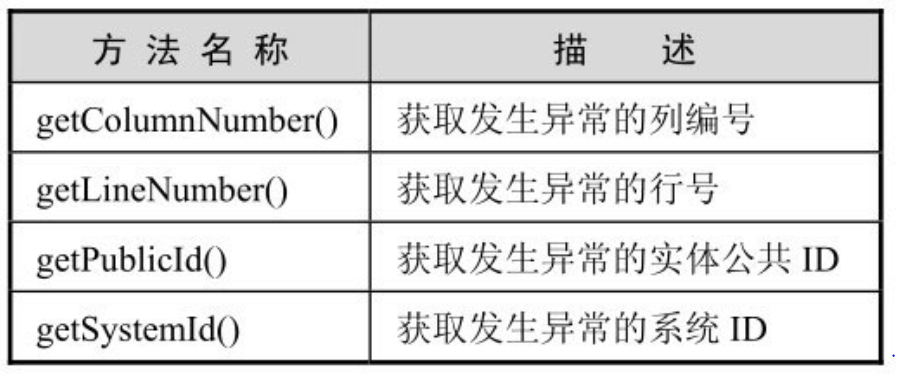 方法名称 描述
getColumnNumber() 获取发生异常的列编号
getLineNumber() 获取发生异常的行号
getPublicId() 获取发生异常的实体公共 ID
getSystemId() 获取发生异常的系统 ID